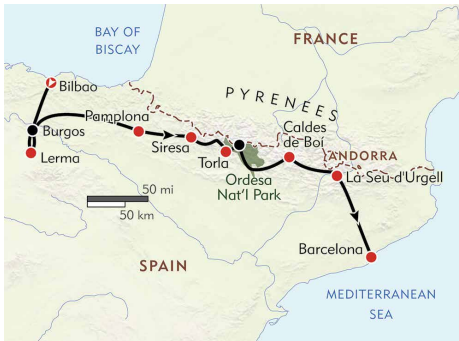 BAY OF
BISCAY
FRANCE
Bilbao
PYRENEES
Pamplona
Burgos
Siresa
Caldes
de Boí
ANDORRA
Lerma
Torla
Ordesa
Nat'l Park
La Seu-d'Urgell
50 mi
50 km
Barcelona
SPAIN
MEDITERRANEAN
SEA